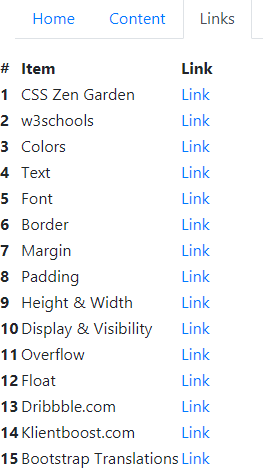 Home Content Links
# Item Link
1 CSS Zen Garden Link
2 w3schools Link
3 Colors Link
4 Text Link
5 Font Link
6 Border Link
7 Margin Link
8 Padding Link
9 Height & Width Link
10 Display & Visibility Link
11 Overflow Link
12 Float Link
13 Dribbble.com Link
14 Klientboost.com Link
15 Bootstrap Translations Link